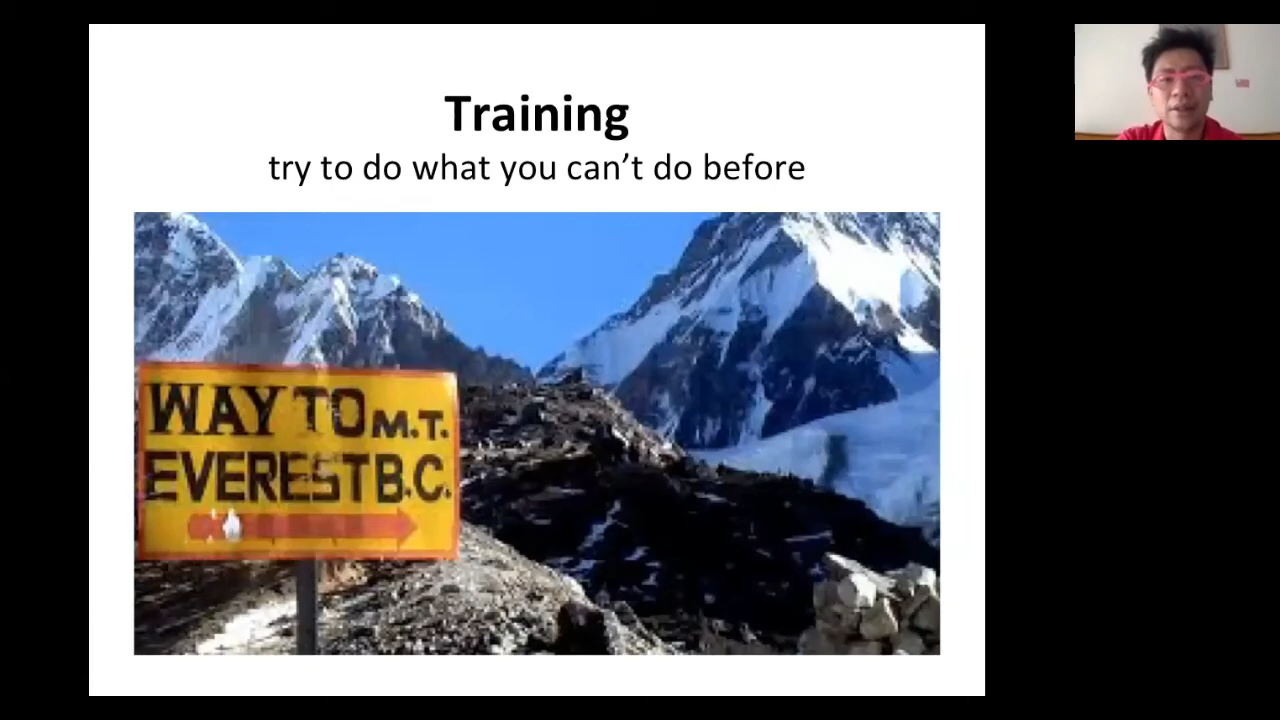 Training
try to do what you can’t do before
WAY TO M.T.
EVEREST B.C.